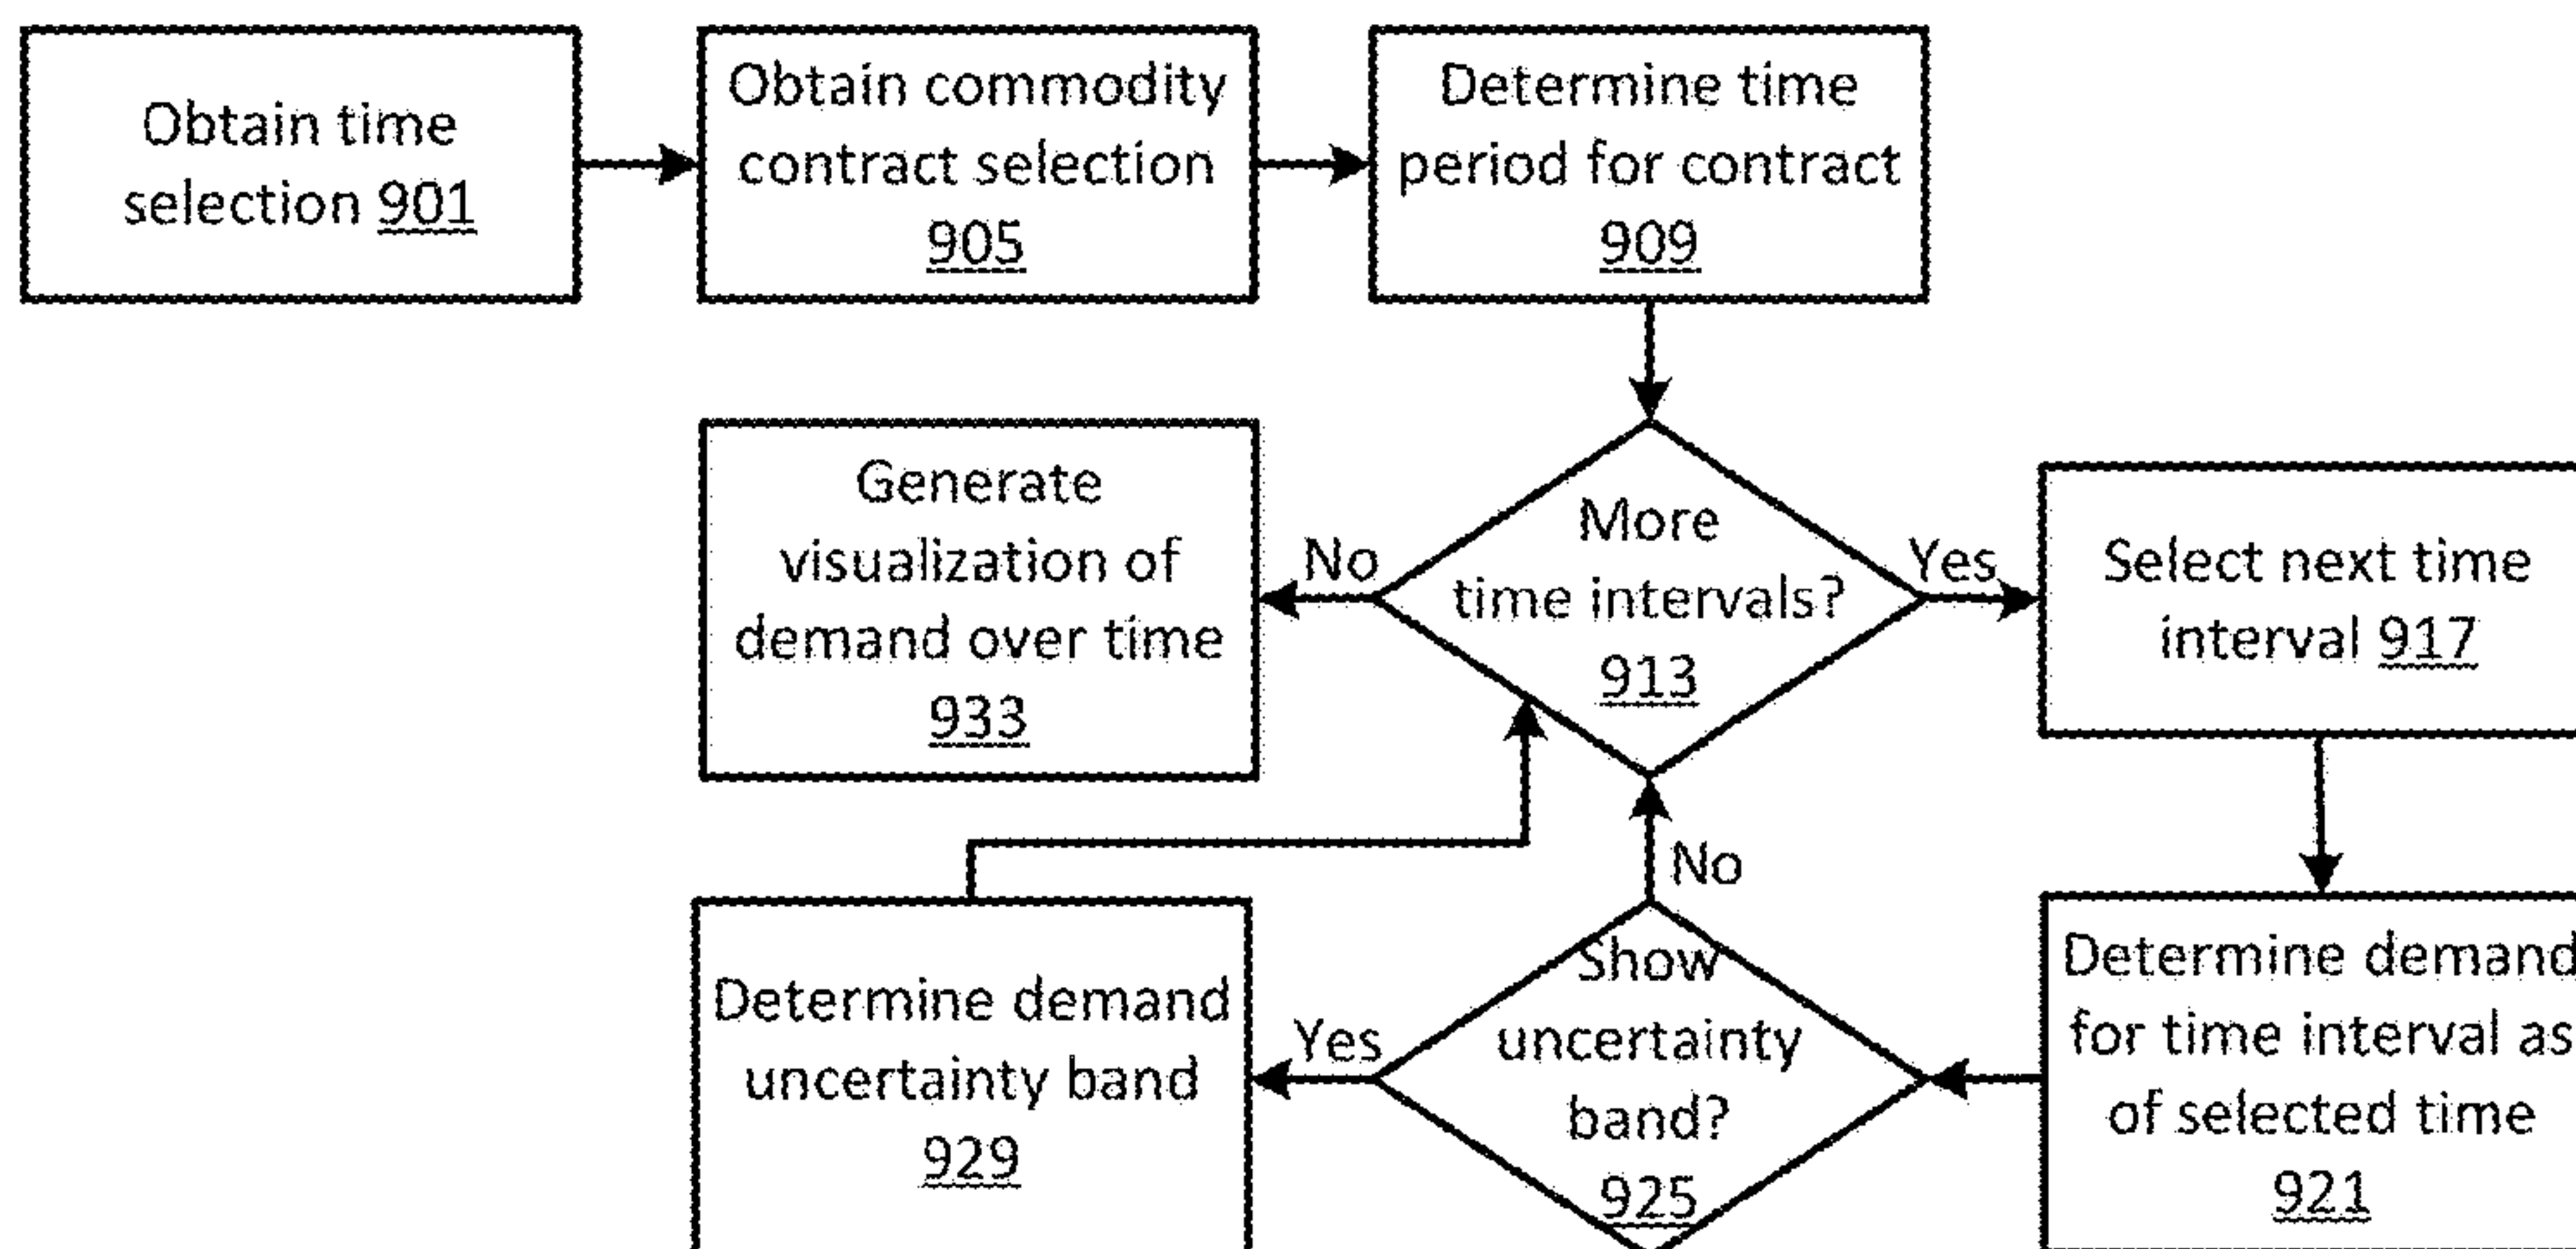 Obtain time
selection 901
Obtain commodity
contract selection
905
Determine time
period for contract
909
Generate
visualization of
demand over time
933
No
More
time intervals?
913
Yes
Select next time
interval 917
No
Determine demand
uncertainty band
929
Yes
Show
uncertainty
band?
925
Determine demand
for time interval as
of selected time
921